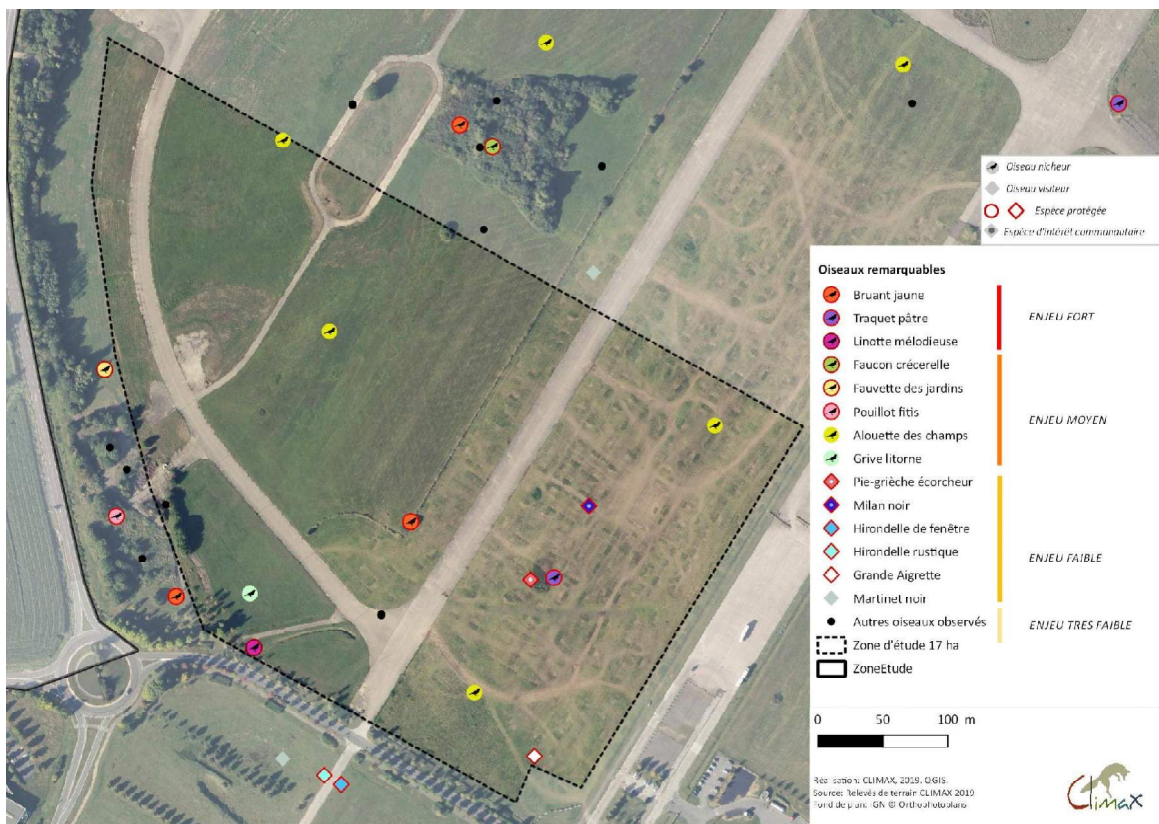 Oiseau nicheur
Oiseau visiteur
Espèce protégée
Espèce d'intérêt communautaire
Oiseaux remarquables
Bruant jaune
Traquet pâtre
Linotte mélodieuse
ENJEU FORT
Faucon crécerelle
Fauvette des jardins
Pouillot fitis
Alouette des champs
Grive litorne
ENJEU MOYEN
Pie-grièche écorcheur
Milan noir
Hirondelle de fenêtre
Hirondelle rustique
Grande Aigrette
Martinet noir
ENJEU FAIBLE
Autres oiseaux observés
ENJEU TRES FAIBLE
Zone d'étude 17 ha
ZoneEtude
0 50 100 m
Réalisation: CLIMAX, 2019, QGIS.
Source: Relevés de terrain CLIMAX 2019
Fond de plan: IGN © Orthophotoplans
Climax